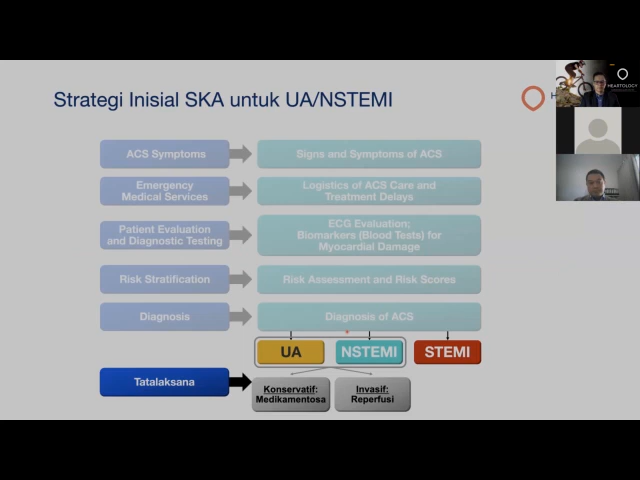 Strategi Inisial SKA untuk UA/NSTEMI
HEARTOLOGY
ACS Symptoms
Signs and Symptoms of ACS
Emergency
Medical Services
Logistics of ACS Care and
Treatment Delays
Patient Evaluation
and Diagnostic Testing
ECG Evaluation;
Biomarkers (Blood Tests) for
Myocardial Damage
Risk Stratification
Risk Assessment and Risk Scores
Diagnosis
Diagnosis of ACS
UA
NSTEMI
STEMI
Tatalaksana
Konservatif:
Medikamentosa
Invasif:
Reperfusi